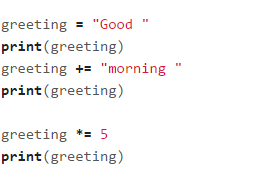 greeting = "Good "
print(greeting)
greeting += "morning "
print(greeting)
greeting *= 5
print(greeting)